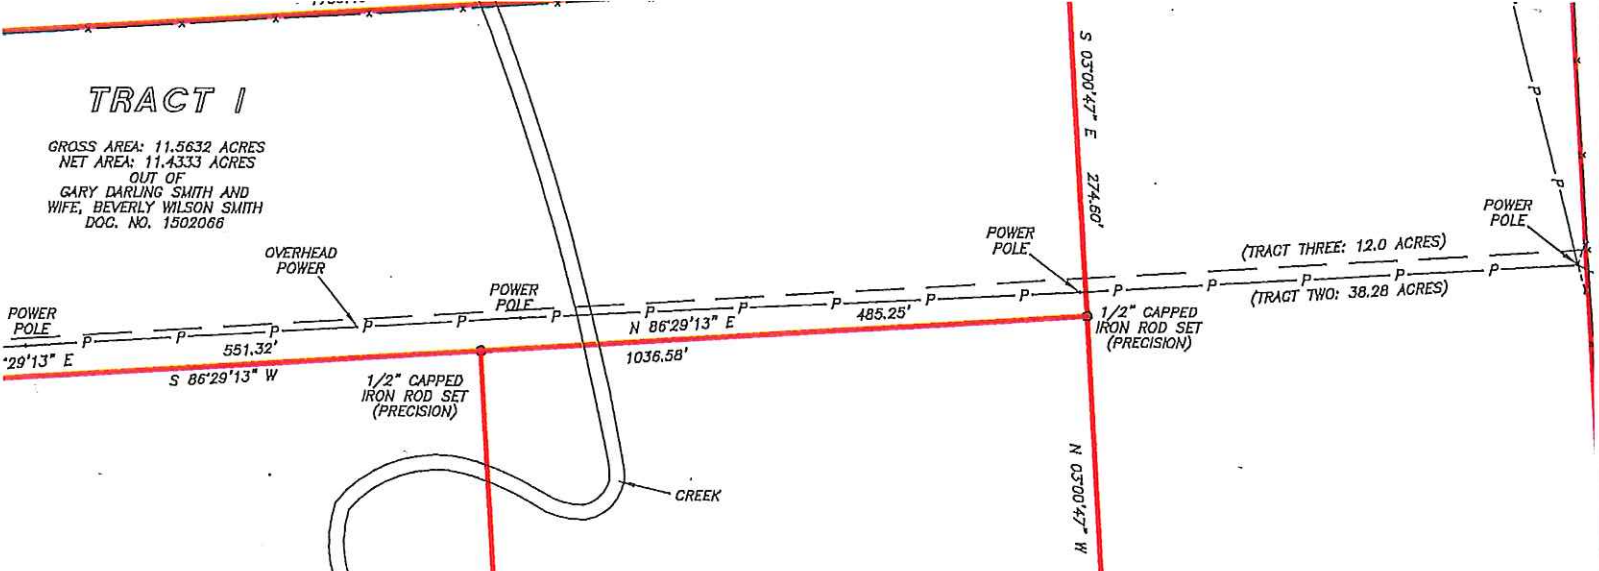 TRACT 1
GROSS AREA: 11.5632 ACRES
NET AREA: 11.4333 ACRES
OUT OF
GARY DARLING SMITH AND
WIFE, BEVERLY WILSON SMITH
DOC. NO. 1502066
OVERHEAD
POWER
POWER
POLE
POWER
POLE
POWER
POLE
POWER
POLE
S 03°00'47" E 274.60'
(TRACT THREE: 12.0 ACRES)
(TRACT TWO: 38.28 ACRES)
P P P P P P P P P P P P P P P P P P
°29'13" E
551.32'
S 86°29'13" W
N 86°29'13" E
485.25'
1036.58'
1/2" CAPPED
IRON ROD SET
(PRECISION)
1/2" CAPPED
IRON ROD SET
(PRECISION)
N 03°00'47" W
CREEK